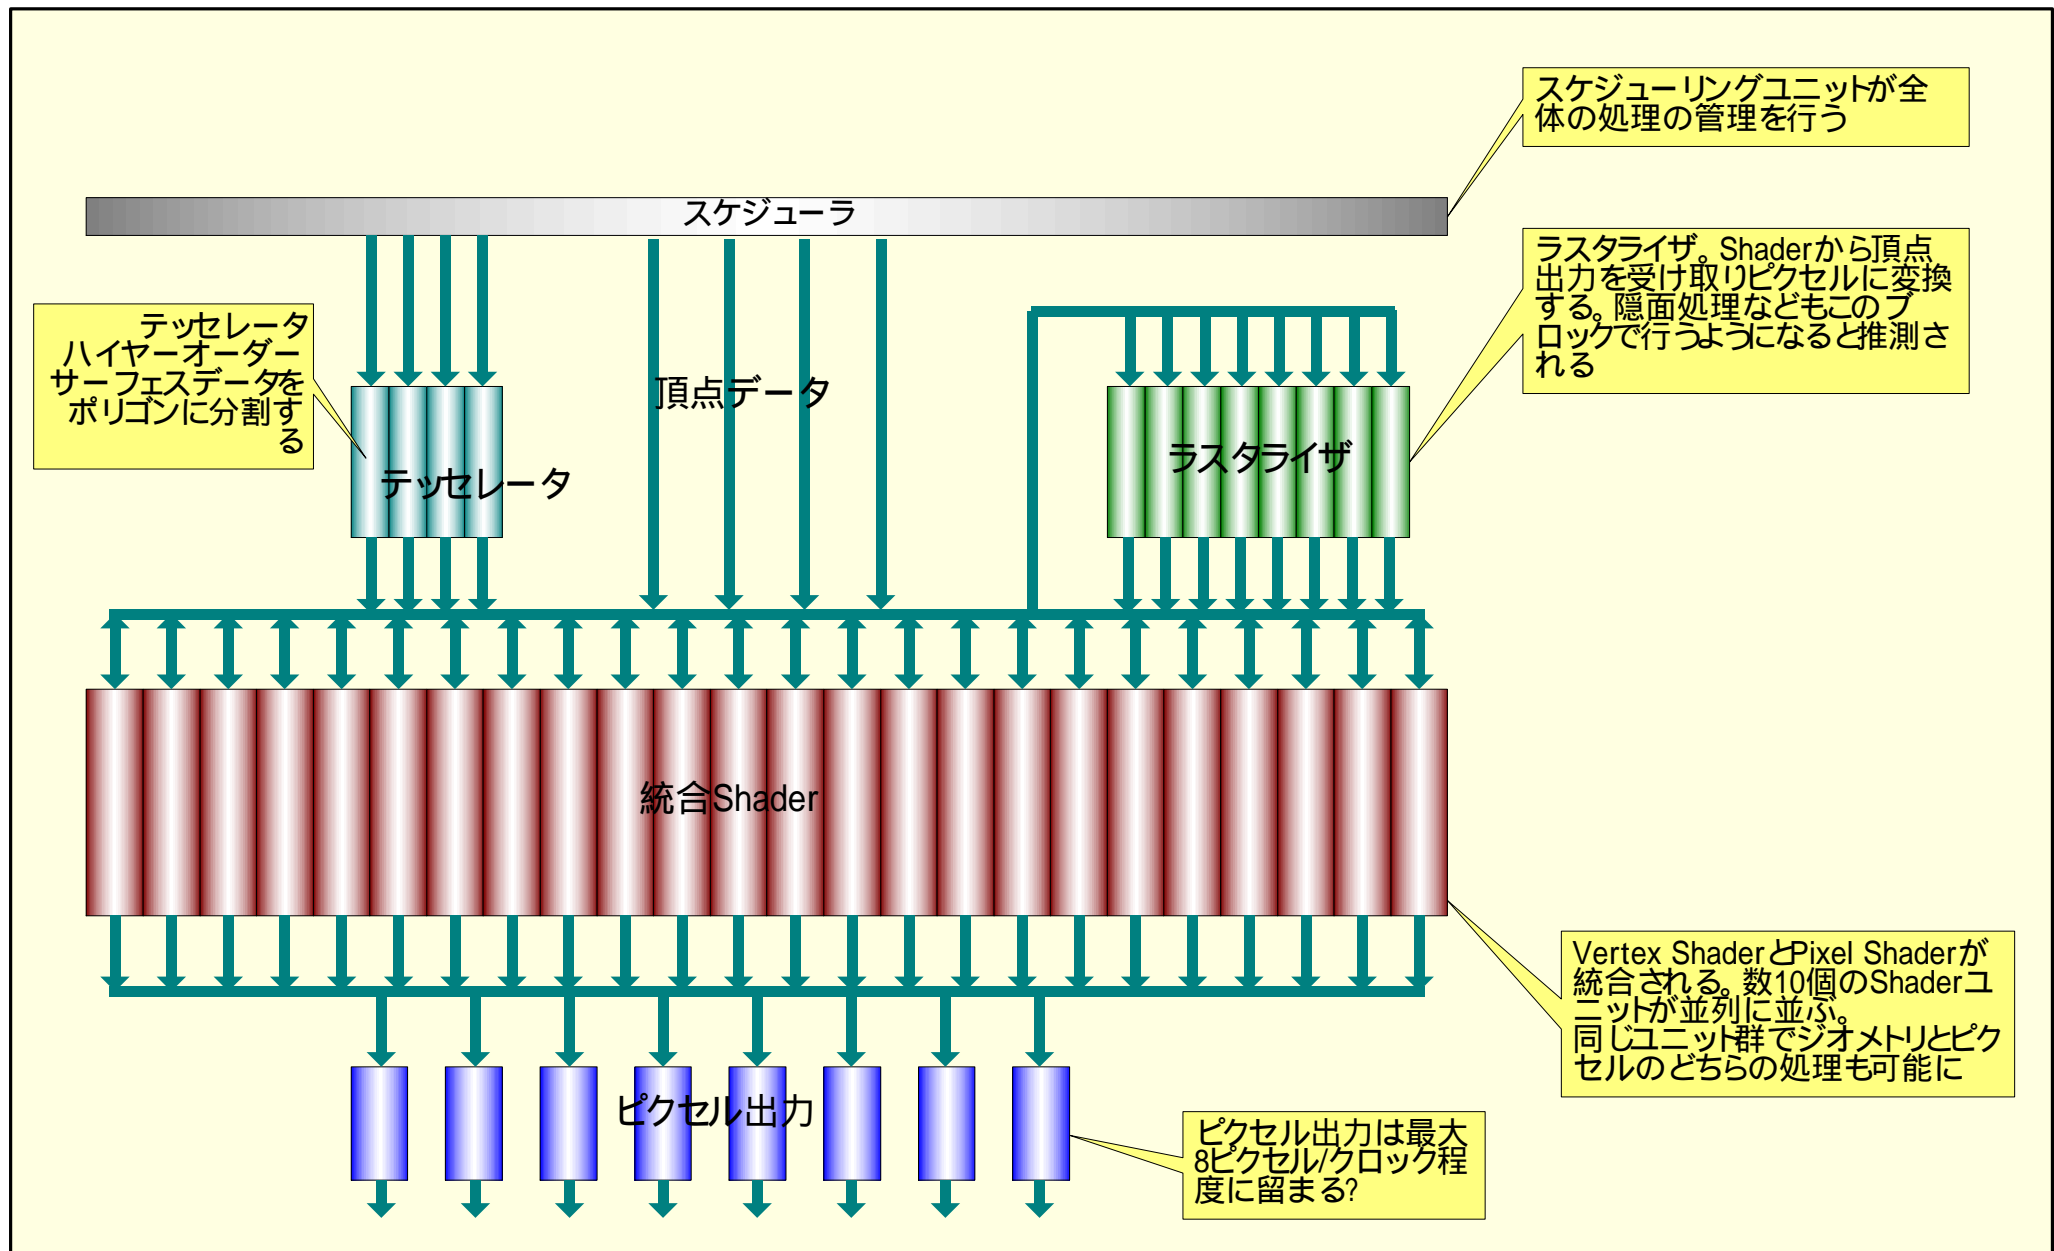 スケジューリングユニットが全
体の処理の管理を行う
スケジューラ
ラスタライザ。Shaderから頂点
出力を受け取りピクセルに変換
する。隠面処理などもこのブ
ロックで行うようになると推測さ
れる
テッセレータ
ハイヤーオーダー
サーフェスデータを
ポリゴンに分割す
る
頂点データ
ラスタライザ
テッセレータ
統合Shader
Vertex ShaderとPixel Shaderが
統合される。数10個のShaderユ
ニットが並列に並ぶ。
同じユニット群でジオメトリとピク
セルのどちらの処理も可能に
ピクセル出力
ピクセル出力は最大
8ピクセル/クロック程
度に留まる?